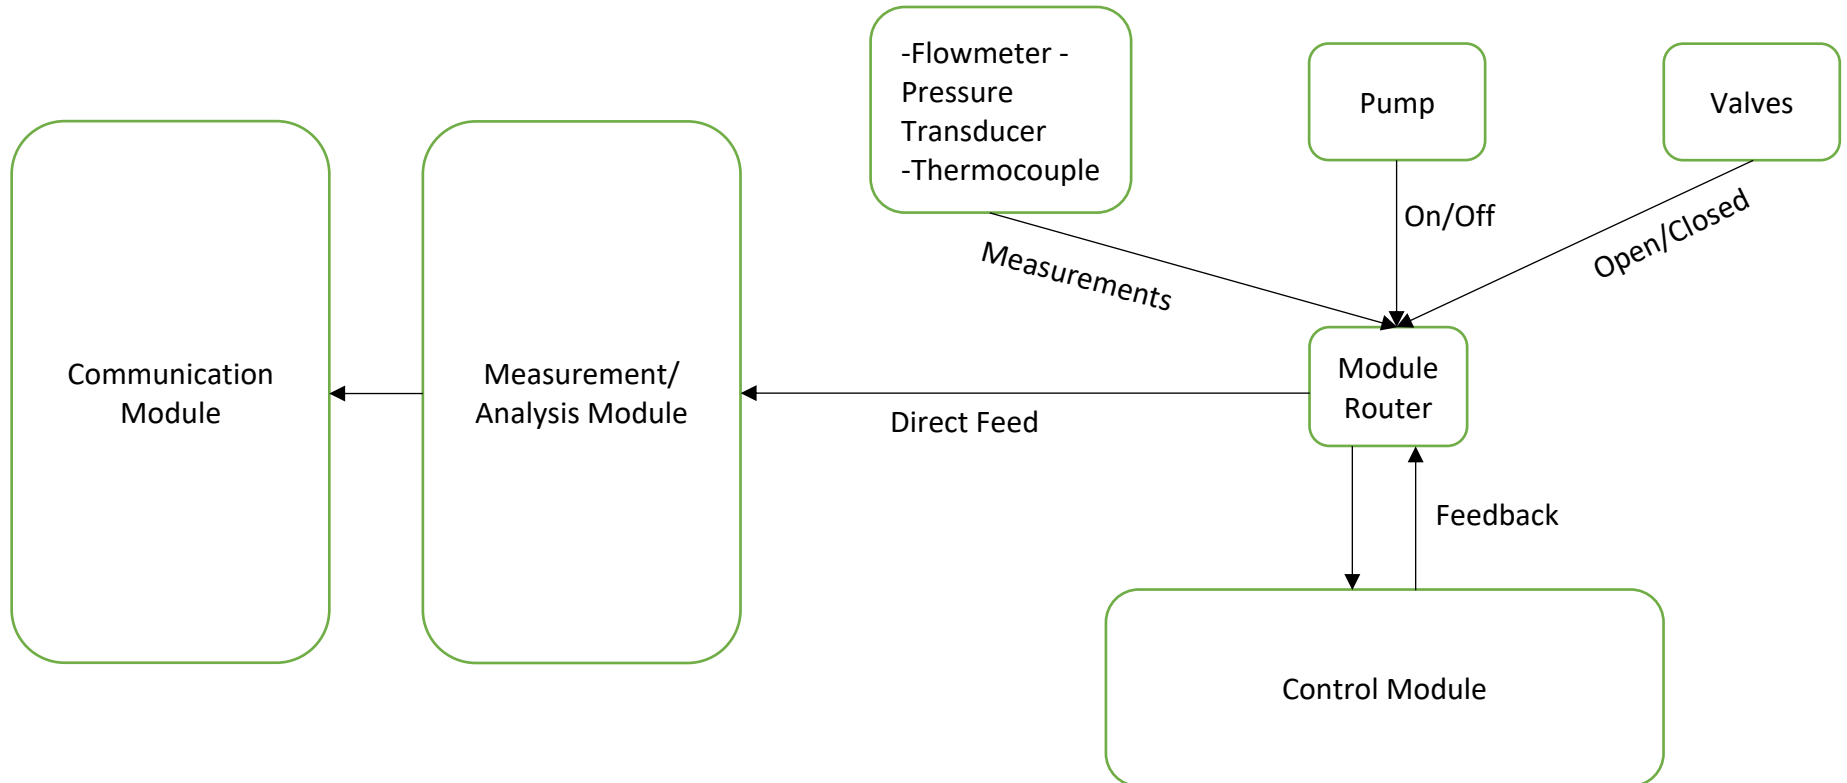 -Flowmeter -
Pressure
Transducer
-Thermocouple
Pump
Valves
On/Off
Open/Closed
Measurements
Communication
Module
Measurement/
Analysis Module
Module
Router
Direct Feed
Feedback
Control Module